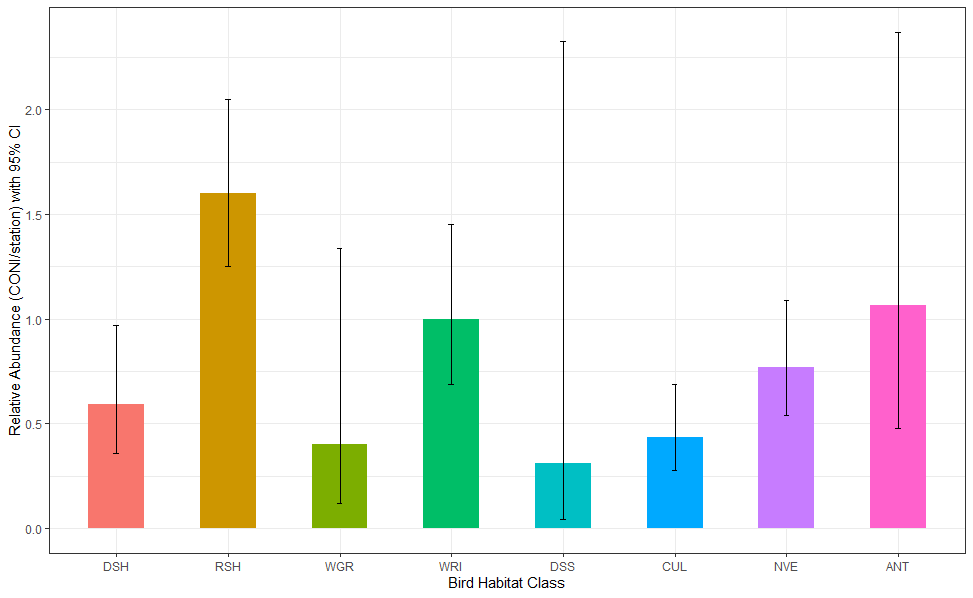 Relative Abundance (CONI/station) with 95% CI
2.0
1.5
1.0
0.5
0.0
DSH RSH WGR WRI DSS CUL NVE ANT
Bird Habitat Class